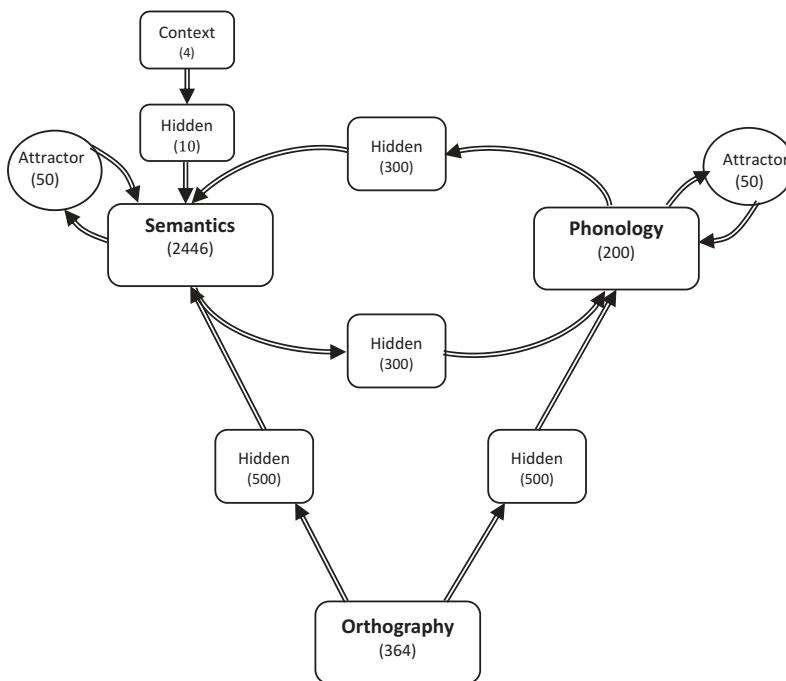 Context
(4)
Hidden
(10)
Attractor
(50)
Hidden
(300)
Attractor
(50)
Semantics
(2446)
Phonology
(200)
Hidden
(300)
Hidden
(500)
Hidden
(500)
Orthography
(364)